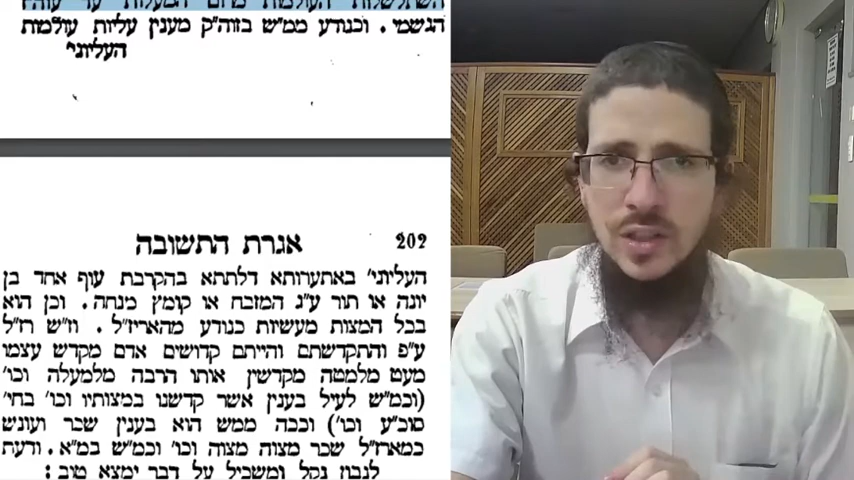 הגשמי. וכנודע ממ״ש בזוה״ק מענין עליות עולמות
העליוני׳
אגרת התשובה 202
העליוני׳ באתערותא דלתתא בהקרבת עוף אחד בן
יונה או תור ע״ג המזבח או קומץ מנחה. וכן הוא
בכל המצות מעשיות כנודע מהאריז״ל. וז״ש רז״ל
ע״פ והתקדשתם והייתם קדושים אדם מקדש עצמו
מעט מלמטה מקדשין אותו הרבה מלמעלה וכו׳
(וכמ״ש לעיל בענין אשר קדשנו במצותיו וכו׳ בחי׳
סוכ״ע וכו׳) וככה ממש הוא בענין שכר ועונש
כמארז״ל שכר מצוה מצוה וכו׳ וכמ״ש במ״א. ודעת
לנבון נקל ומשכיל על דבר ימצא טוב: